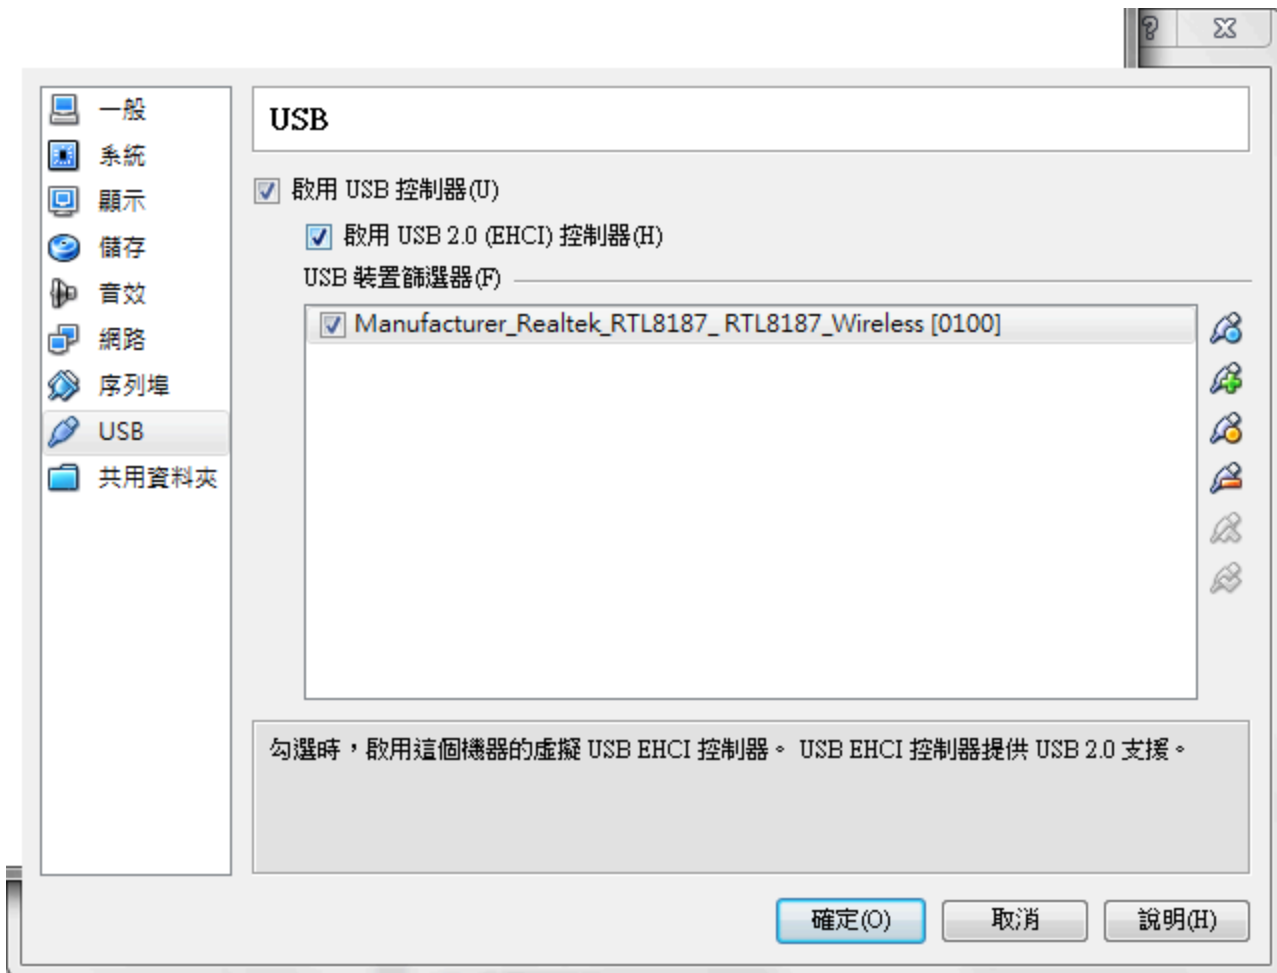 一般
系統
顯示
儲存
音效
網路
序列埠
USB
共用資料夾
USB
啟用 USB 控制器(U)
啟用 USB 2.0 (EHCI) 控制器(H)
USB 裝置篩選器(F)
Manufacturer_Realtek_RTL8187_ RTL8187_Wireless [0100]
勾選時，啟用這個機器的虛擬 USB EHCI 控制器。 USB EHCI 控制器提供 USB 2.0 支援。
確定(O) 取消 說明(H)